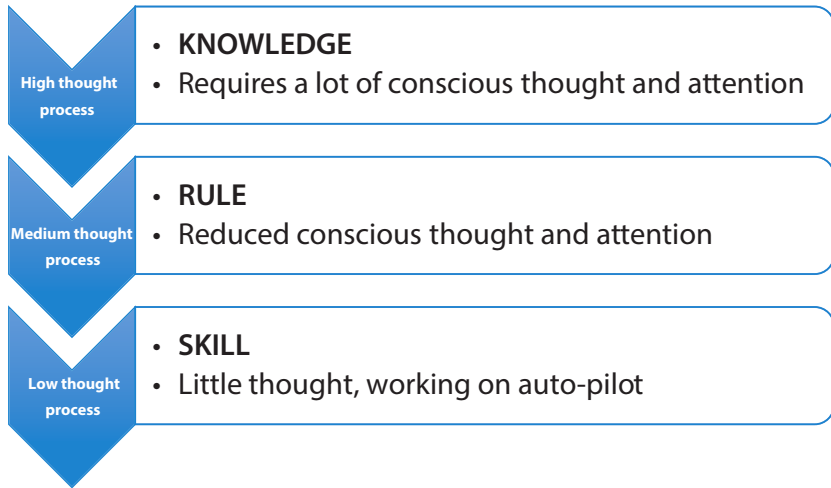 High thought
process
• KNOWLEDGE
• Requires a lot of conscious thought and attention
Medium thought
process
• RULE
• Reduced conscious thought and attention
Low thought
process
• SKILL
• Little thought, working on auto-pilot